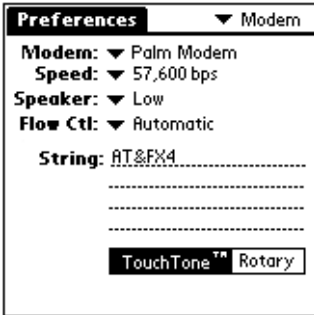 Preferences ▼ Modem
Modem: ▼ Palm Modem
Speed: ▼ 57,600 bps
Speaker: ▼ Low
Flow Ctl: ▼ Automatic
String: AT&FX4
TouchTone™ Rotary